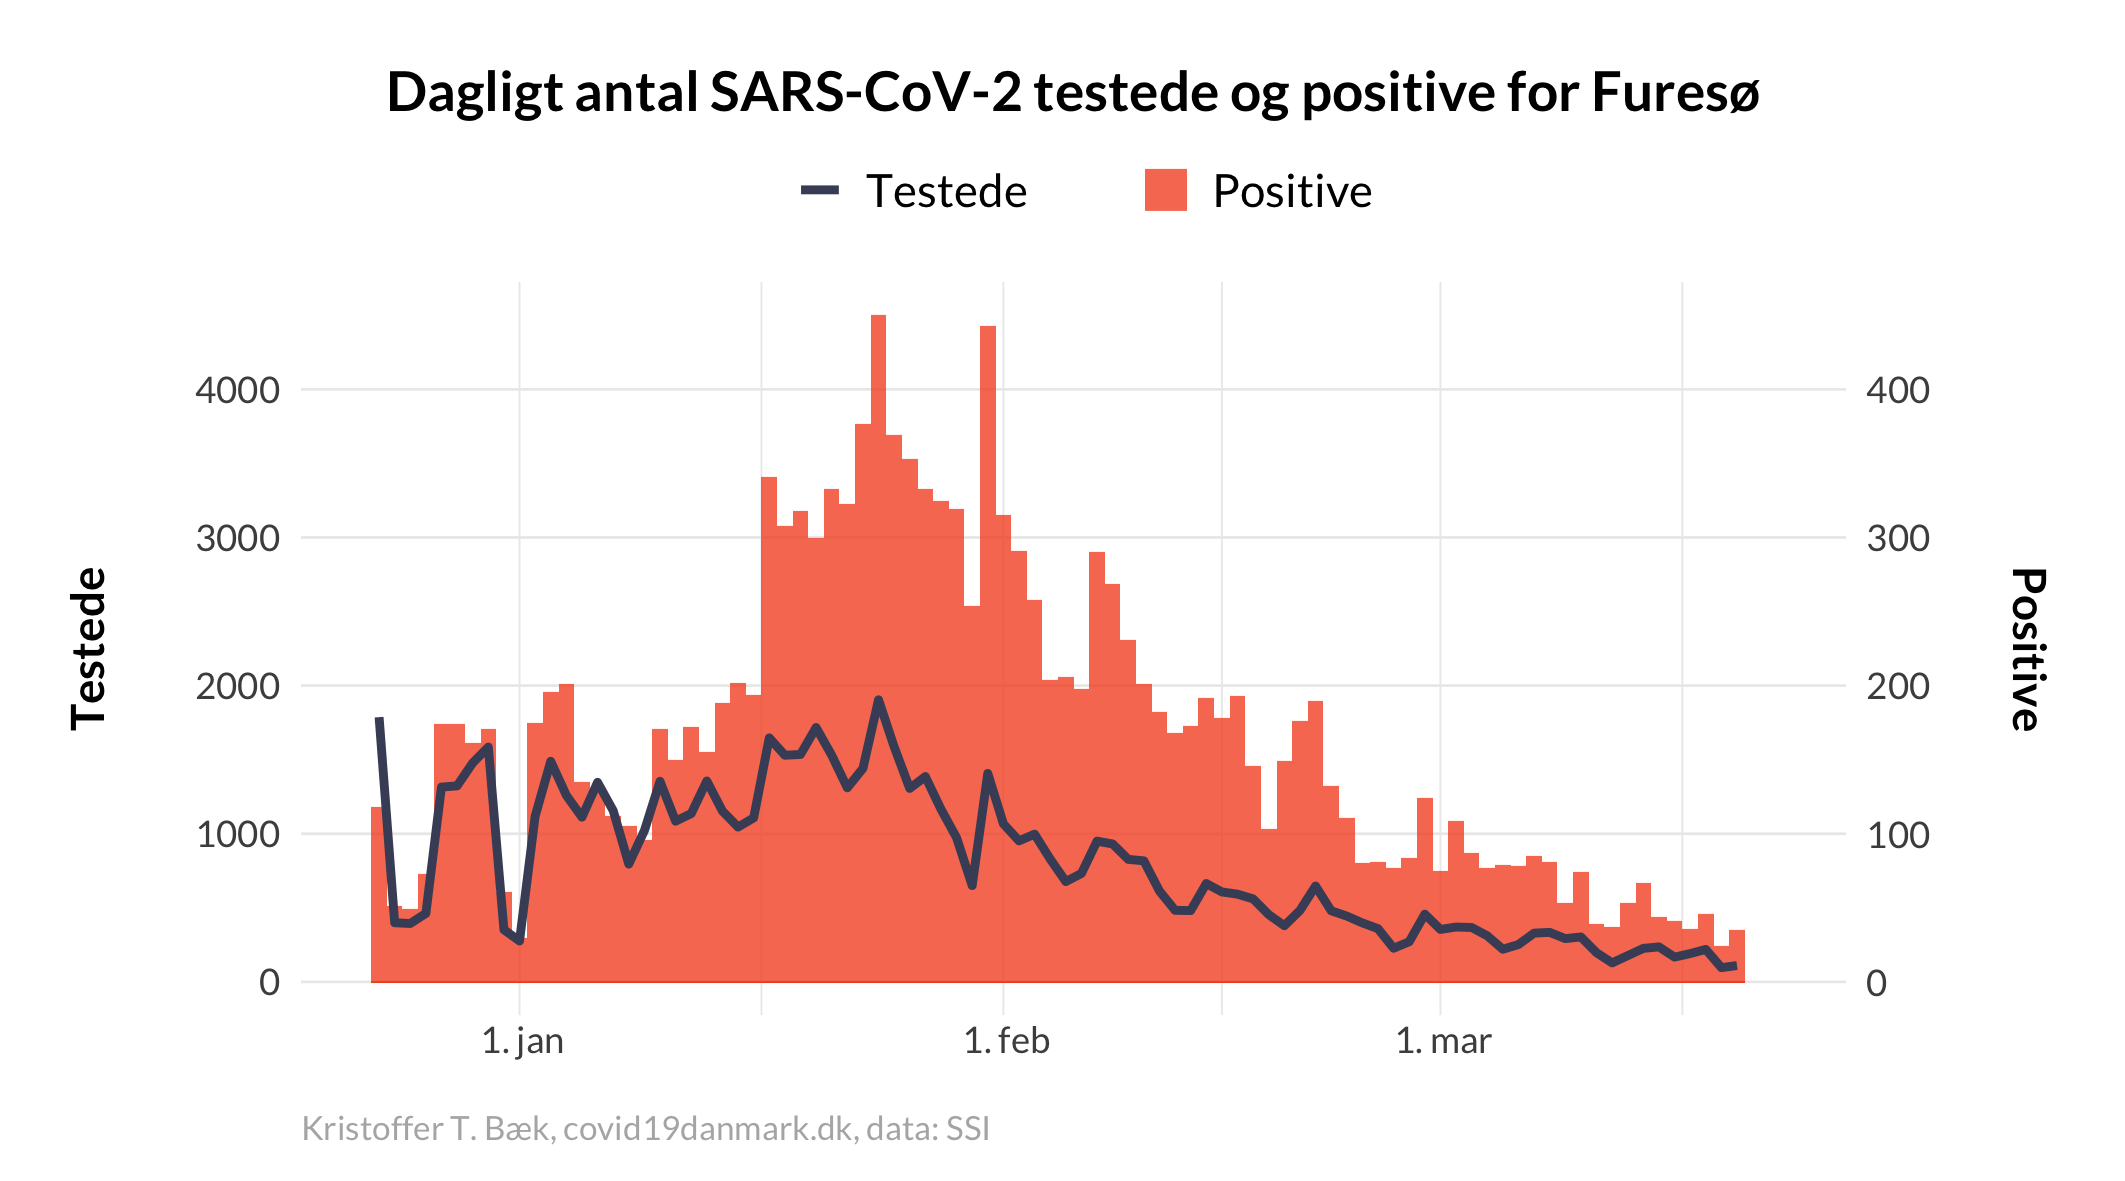 Dagligt antal SARS-CoV-2 testede og positive for Furesø
Testede
Positive
4000
3000
2000
1000
0
Testede
400
300
200
100
0
Positive
1. jan
1. feb
1. mar
Kristoffer T. Bæk, covid19danmark.dk, data: SSI